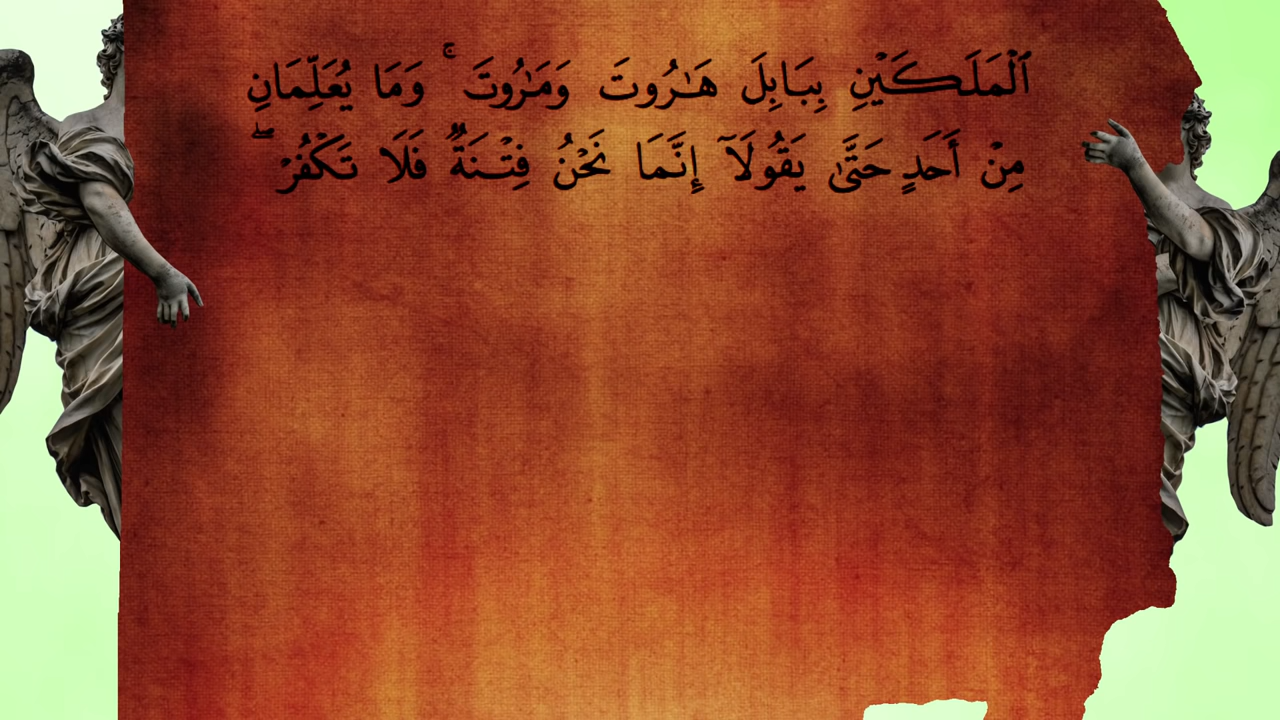 ٱلْمَلَكَيْنِ بِبَابِلَ هَـٰرُوتَ وَمَـٰرُوتَ ۚ وَمَا يُعَلِّمَانِ
مِنْ أَحَدٍ حَتَّىٰ يَقُولَآ إِنَّمَا نَحْنُ فِتْنَةٌ فَلَا تَكْفُرْ ۖ